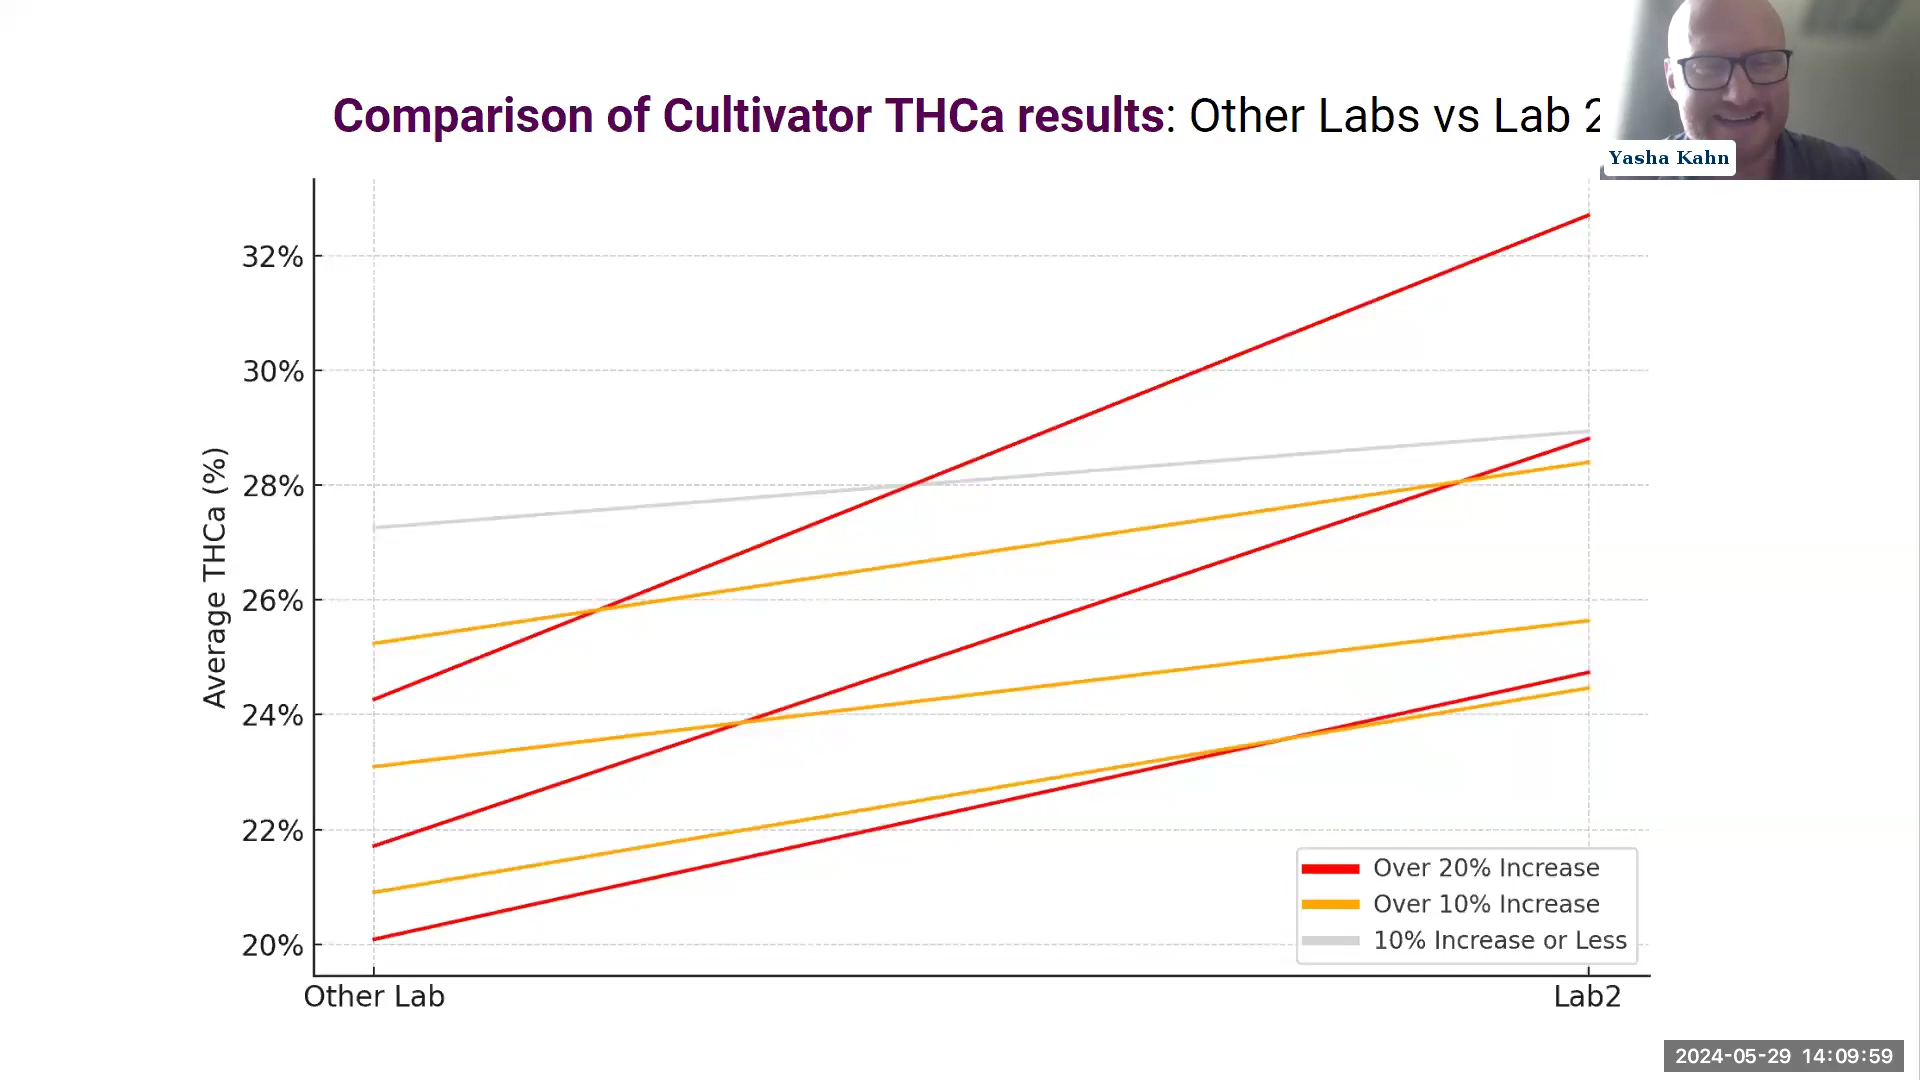 Comparison of Cultivator THCa results: Other Labs vs Lab 2
Yasha Kahn
32%
30%
28%
26%
24%
22%
20%
Average THCa (%)
Other Lab
Lab2
Over 20% Increase
Over 10% Increase
10% Increase or Less
2024-05-29 14:09:59